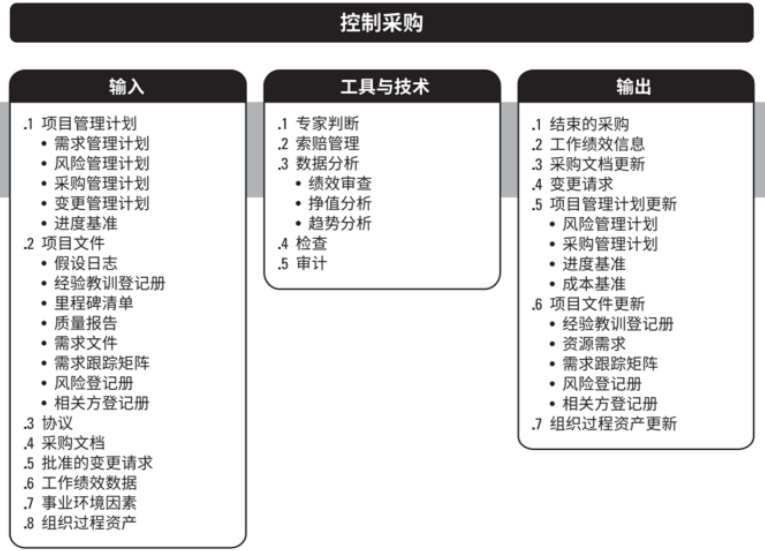 控制采购
输入
.1 项目管理计划
• 需求管理计划
• 风险管理计划
• 采购管理计划
• 变更管理计划
• 进度基准
.2 项目文件
• 假设日志
• 经验教训登记册
• 里程碑清单
• 质量报告
• 需求文件
• 需求跟踪矩阵
• 风险登记册
• 相关方登记册
.3 协议
.4 采购文档
.5 批准的变更请求
.6 工作绩效数据
.7 事业环境因素
.8 组织过程资产
工具与技术
.1 专家判断
.2 索赔管理
.3 数据分析
• 绩效审查
• 挣值分析
• 趋势分析
.4 检查
.5 审计
输出
.1 结束的采购
.2 工作绩效信息
.3 采购文档更新
.4 变更请求
.5 项目管理计划更新
• 风险管理计划
• 采购管理计划
• 进度基准
• 成本基准
.6 项目文件更新
• 经验教训登记册
• 资源需求
• 需求跟踪矩阵
• 风险登记册
• 相关方登记册
.7 组织过程资产更新